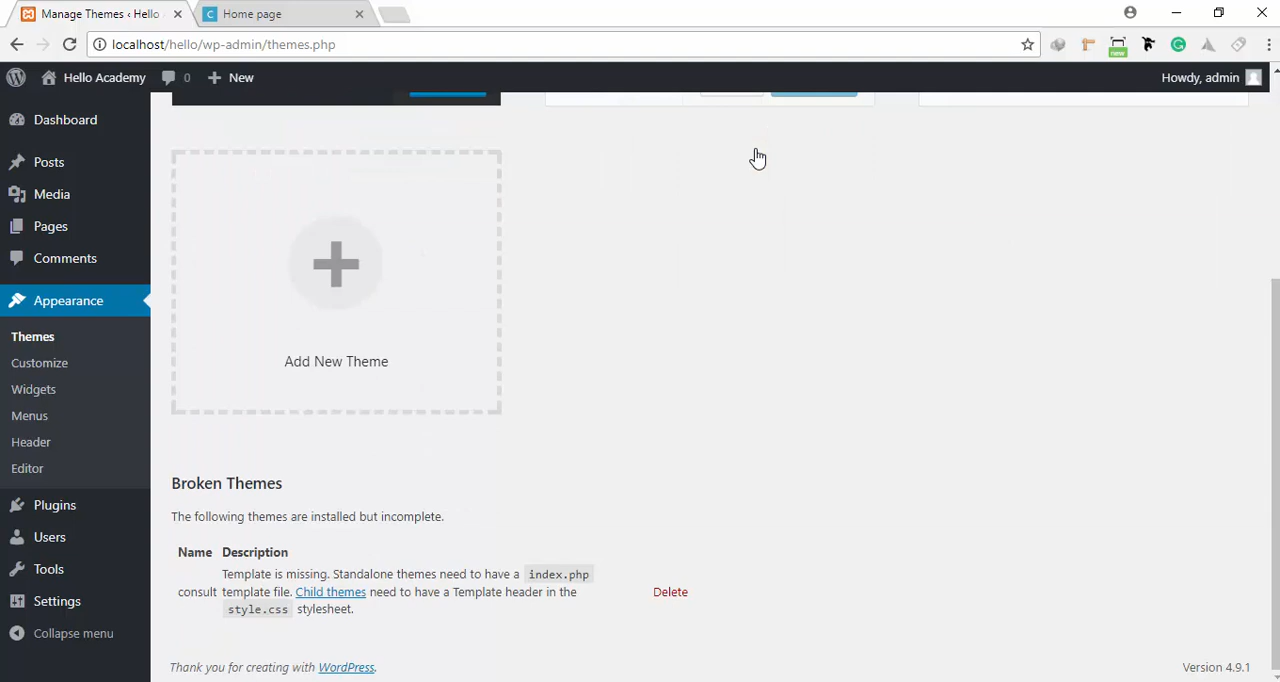 Manage Themes ‹ Hello
Home page
localhost/hello/wp-admin/themes.php
new
Hello Academy
0
New
Howdy, admin
Dashboard
Posts
Media
Pages
Comments
Appearance
Themes
Customize
Widgets
Menus
Header
Editor
Plugins
Users
Tools
Settings
Collapse menu
Add New Theme
Broken Themes
The following themes are installed but incomplete.
Name Description
Template is missing. Standalone themes need to have a index.php
consult template file. Child themes need to have a Template header in the Delete
style.css stylesheet.
Thank you for creating with WordPress. Version 4.9.1